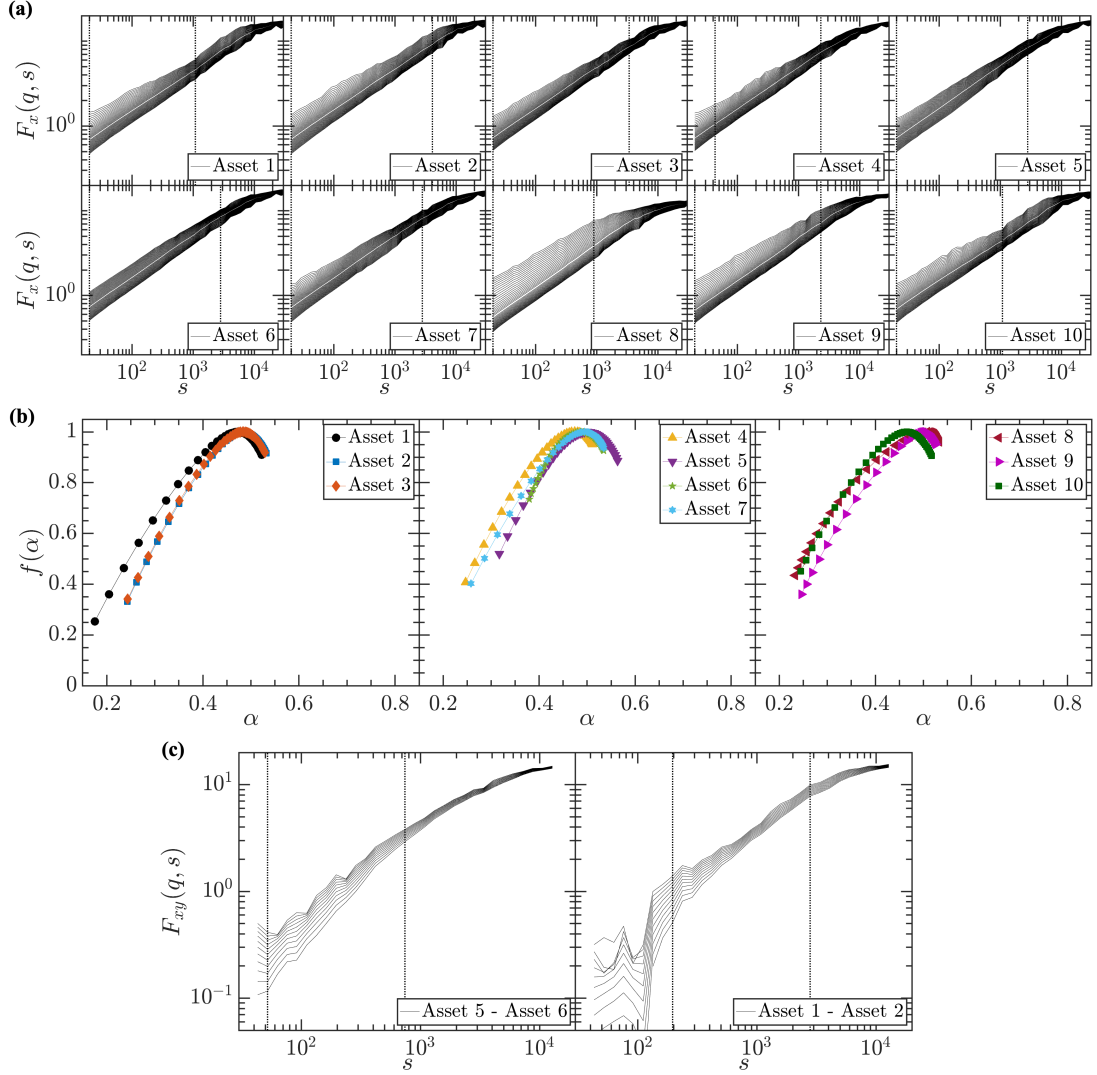 (a)
F_x(q, s)
10^0
Asset 1
Asset 2
Asset 3
Asset 4
Asset 5
F_x(q, s)
10^0
Asset 6
Asset 7
Asset 8
Asset 9
Asset 10
10^2 10^3 10^4 10^2 10^3 10^4 10^2 10^3 10^4 10^2 10^3 10^4 10^2 10^3 10^4
s s s s s
(b)
f(α)
1
0.8
0.6
0.4
0.2
0
Asset 1
Asset 2
Asset 3
Asset 4
Asset 5
Asset 6
Asset 7
Asset 8
Asset 9
Asset 10
0.2 0.4 0.6 0.8 0.2 0.4 0.6 0.8 0.2 0.4 0.6 0.8
α α α
(c)
F_xy(q, s)
10^1
10^0
10^-1
Asset 5 - Asset 6
Asset 1 - Asset 2
10^2 10^3 10^4 10^2 10^3 10^4
s s